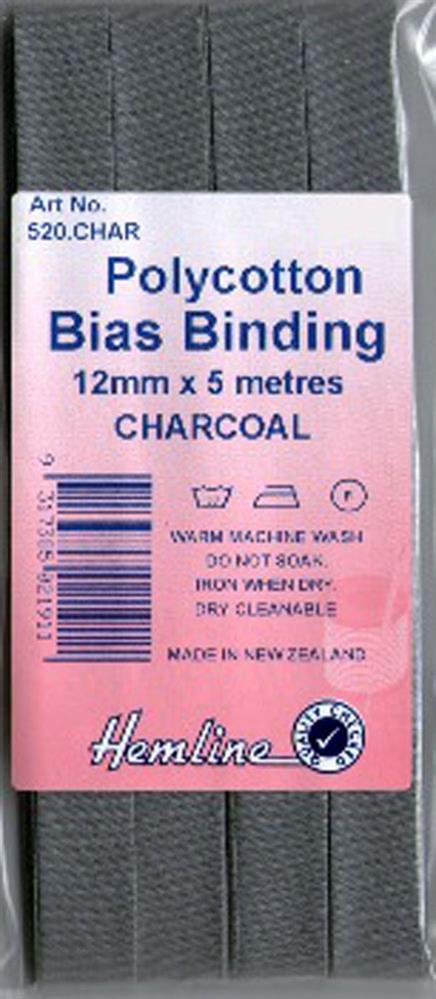 Art No.
520.CHAR
Polycotton
Bias Binding
12mm x 5 metres
CHARCOAL
WARM MACHINE WASH
DO NOT SOAK.
IRON WHEN DRY.
DRY CLEANABLE
MADE IN NEW ZEALAND
Hemline
QUALITY CHECKED